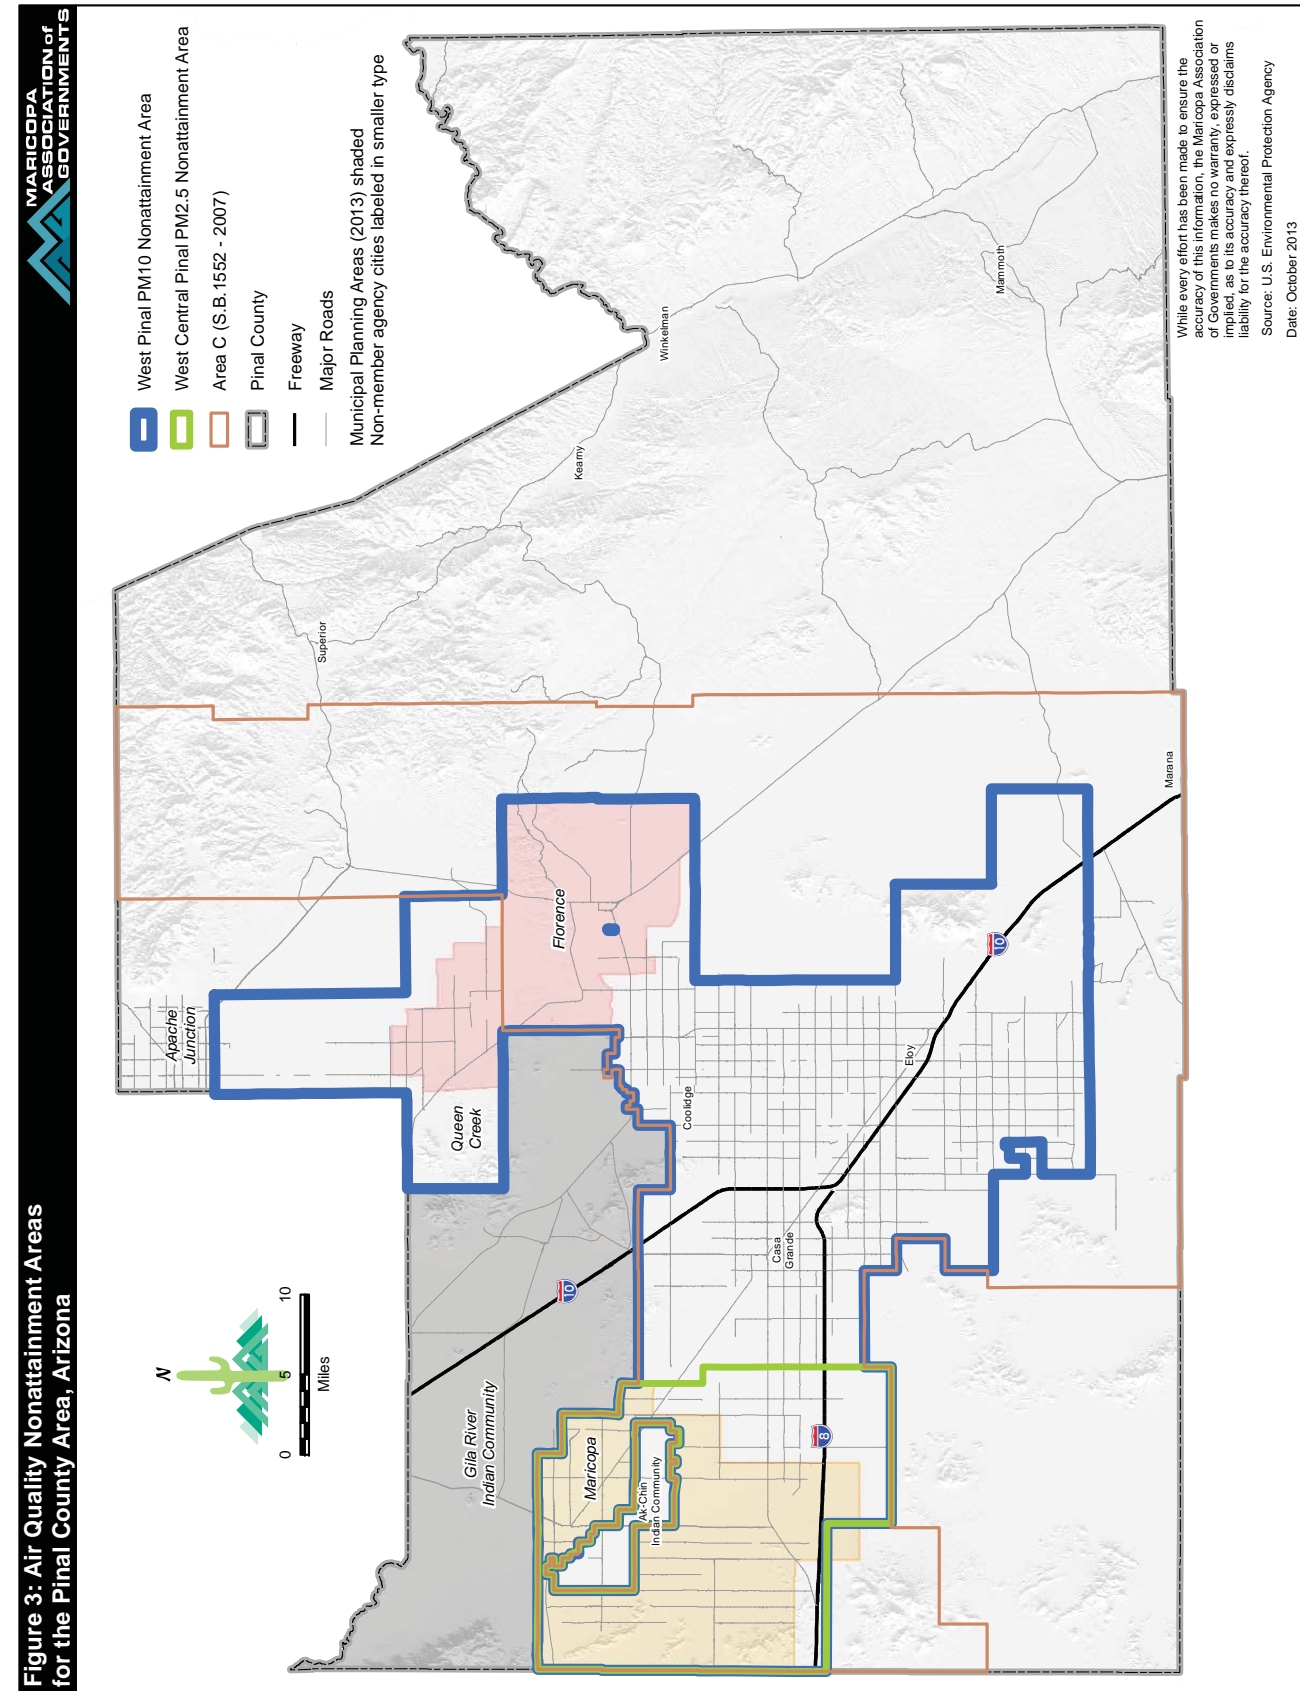 Figure 3: Air Quality Nonattainment Areas
for the Pinal County Area, Arizona
MARICOPA
ASSOCIATION of
GOVERNMENTS
West Pinal PM10 Nonattainment Area
West Central Pinal PM2.5 Nonattainment Area
Area C (S.B.1552 - 2007)
Pinal County
Freeway
Major Roads
Municipal Planning Areas (2013) shaded
Non-member agency cities labeled in smaller type
N
0
5
10
Miles
Apache
Junction
Superior
Queen
Creek
Gila River
Indian Community
10
Florence
Kearny
Winkelman
Maricopa
Ak-Chin
Indian Community
Coolidge
Casa
Grande
8
Eloy
10
Mammoth
Marana
While every effort has been made to ensure the
accuracy of this information, the Maricopa Association
of Governments makes no warranty, expressed or
implied, as to its accuracy and expressly disclaims
liability for the accuracy thereof.
Source: U.S. Environmental Protection Agency
Date: October 2013